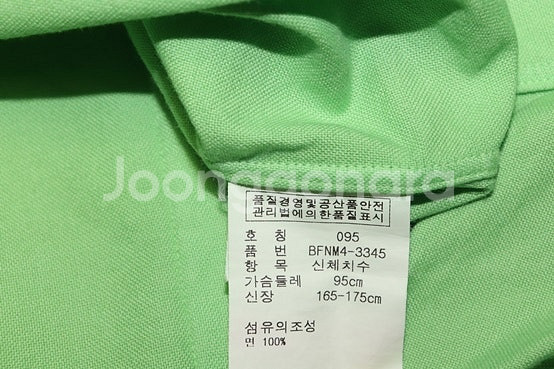 Joonggonara
품질경영및공산품안전
관리법에의한품질표시
호 칭 095
품 번 BFNM4-3345
항 목 신체치수
가슴둘레 95cm
신장 165-175cm
섬유의조성
면 100%